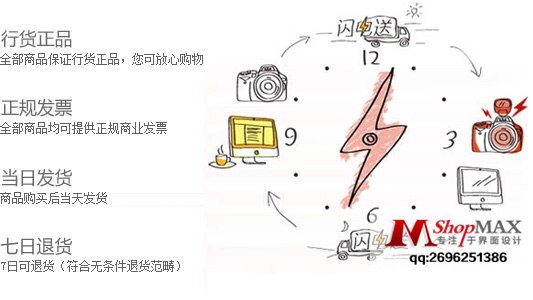 行货正品
全部商品保证行货正品，您可放心购物
正规发票
全部商品均可提供正规商业发票
当日发货
商品购买后当天发货
七日退货
7日可退货（符合无条件退货范畴）
闪电送
12
9
3
6
闪电
M ShopMAX
专注 于界面设计
qq:2696251386